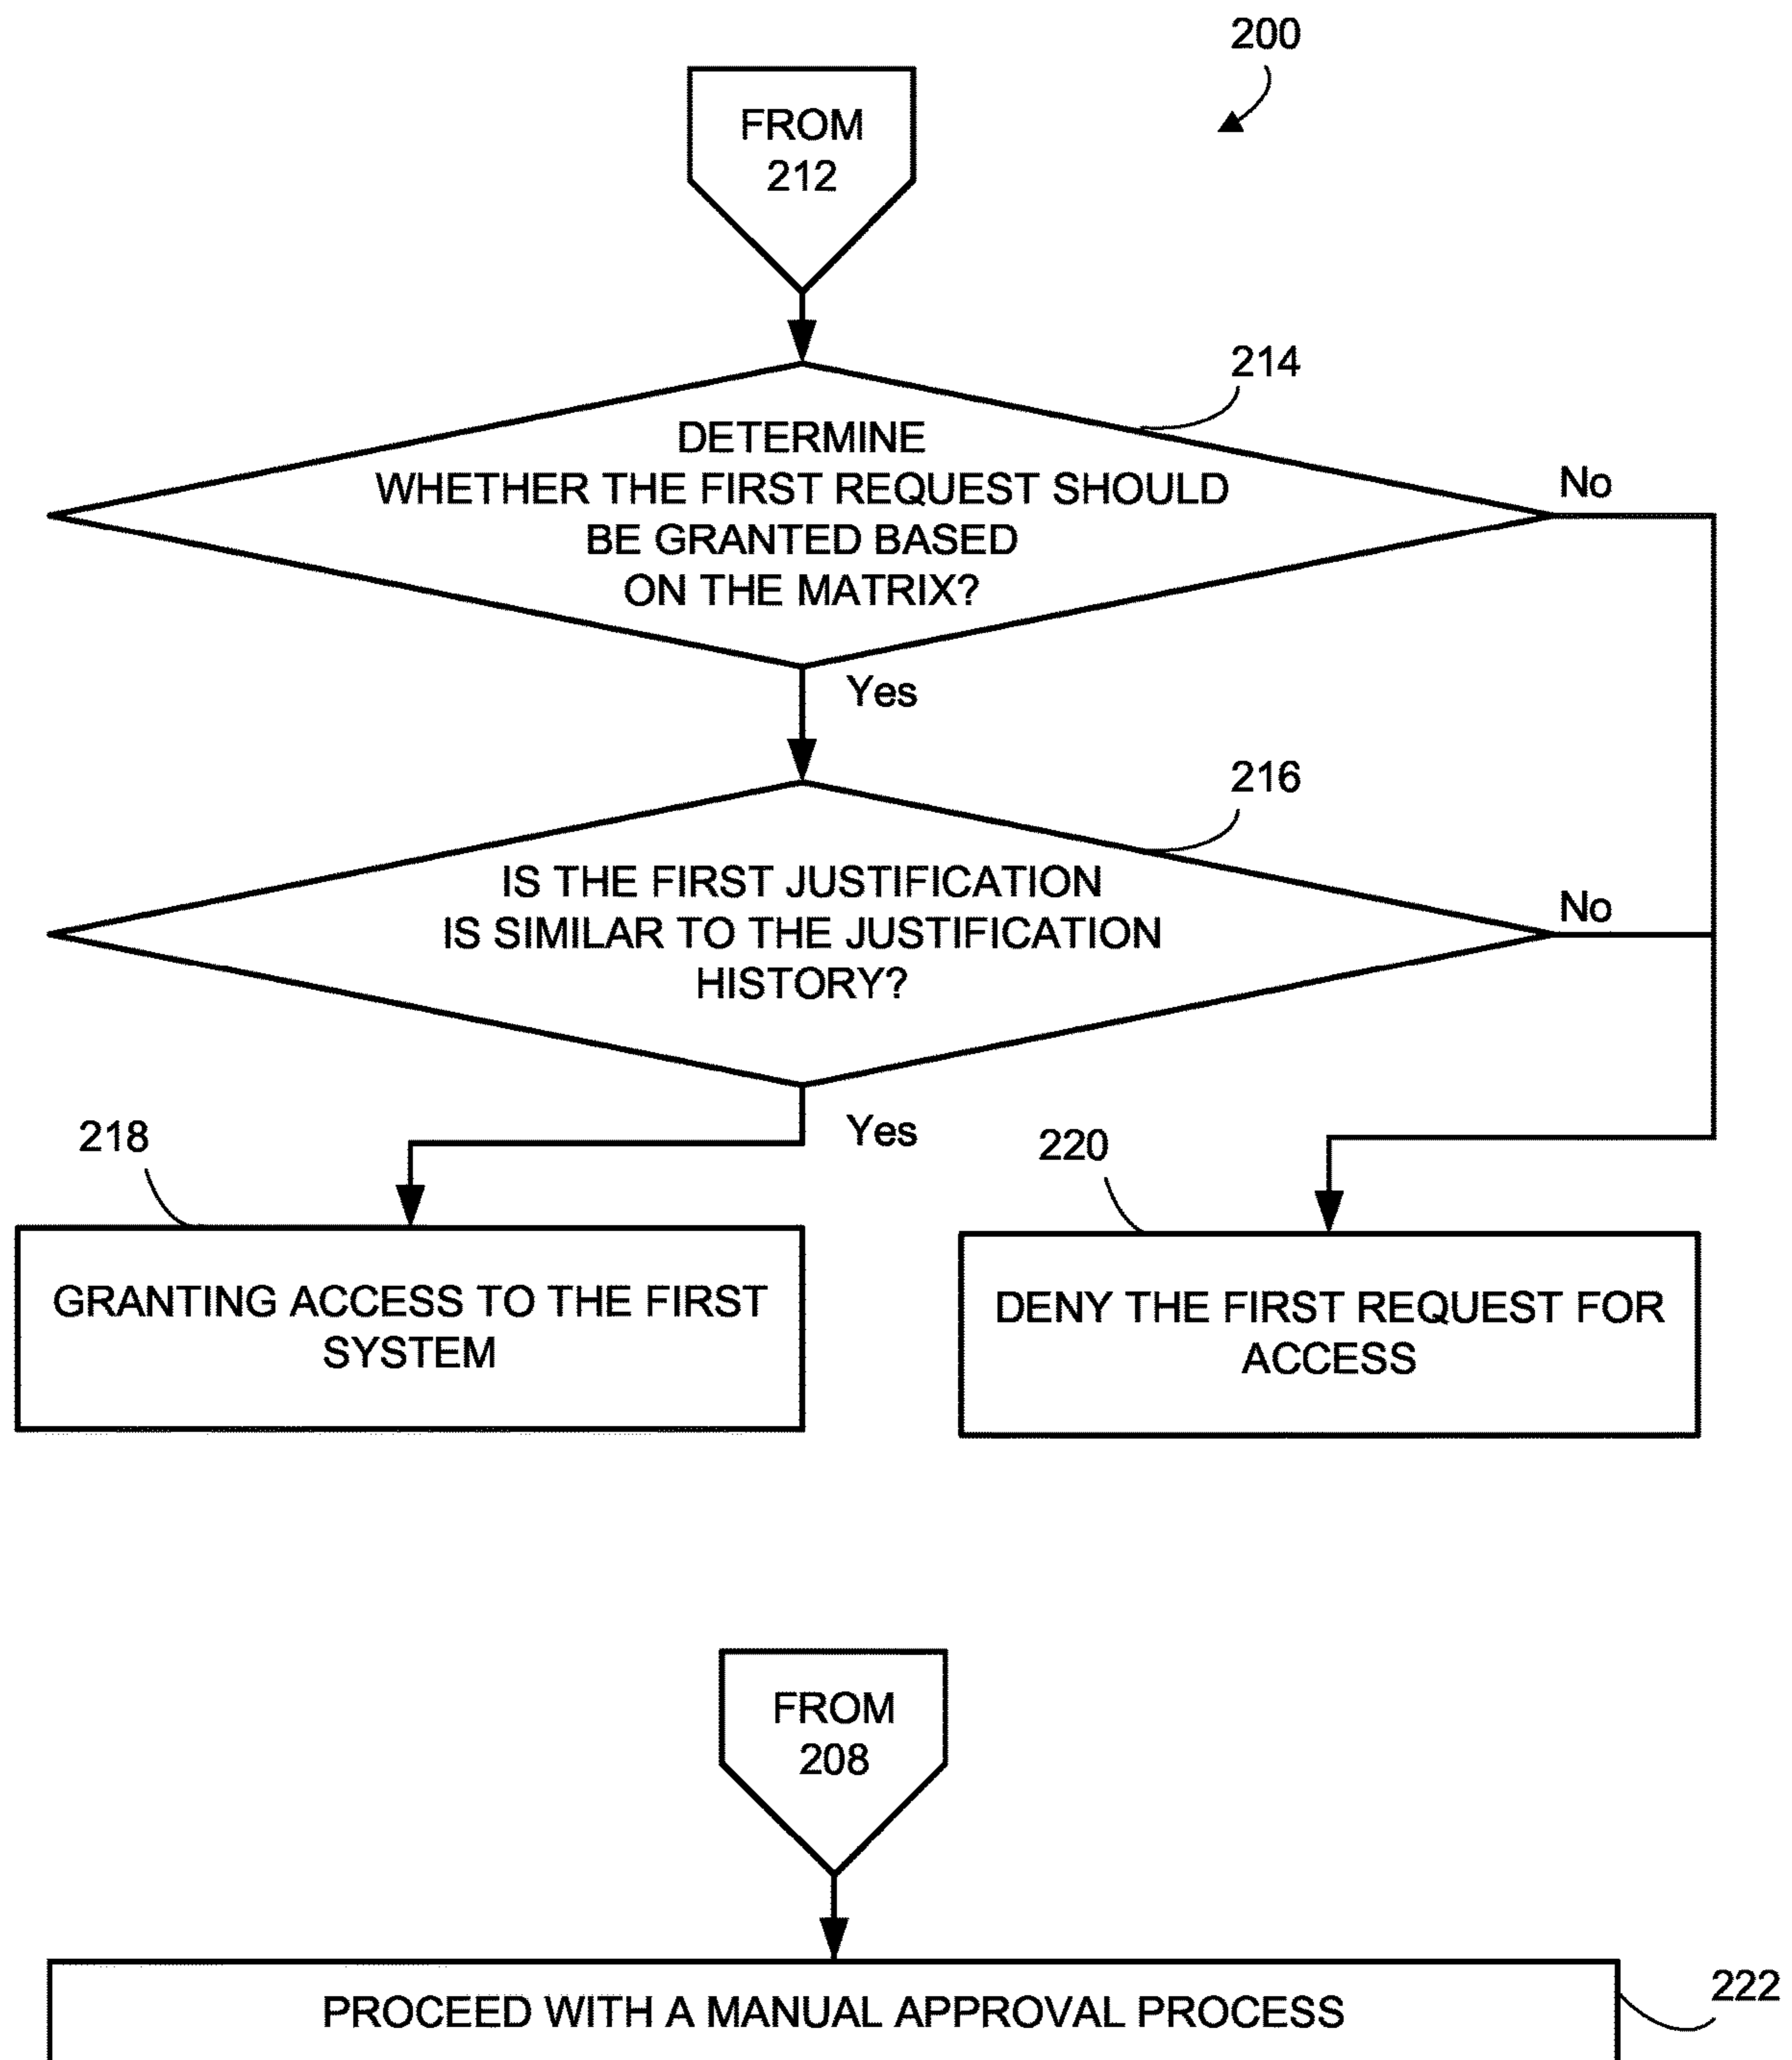 200
FROM
212
214
DETERMINE
WHETHER THE FIRST REQUEST SHOULD
BE GRANTED BASED
ON THE MATRIX?
No
Yes
216
IS THE FIRST JUSTIFICATION
IS SIMILAR TO THE JUSTIFICATION
HISTORY?
No
Yes
218
GRANTING ACCESS TO THE FIRST
SYSTEM
220
DENY THE FIRST REQUEST FOR
ACCESS
FROM
208
222
PROCEED WITH A MANUAL APPROVAL PROCESS